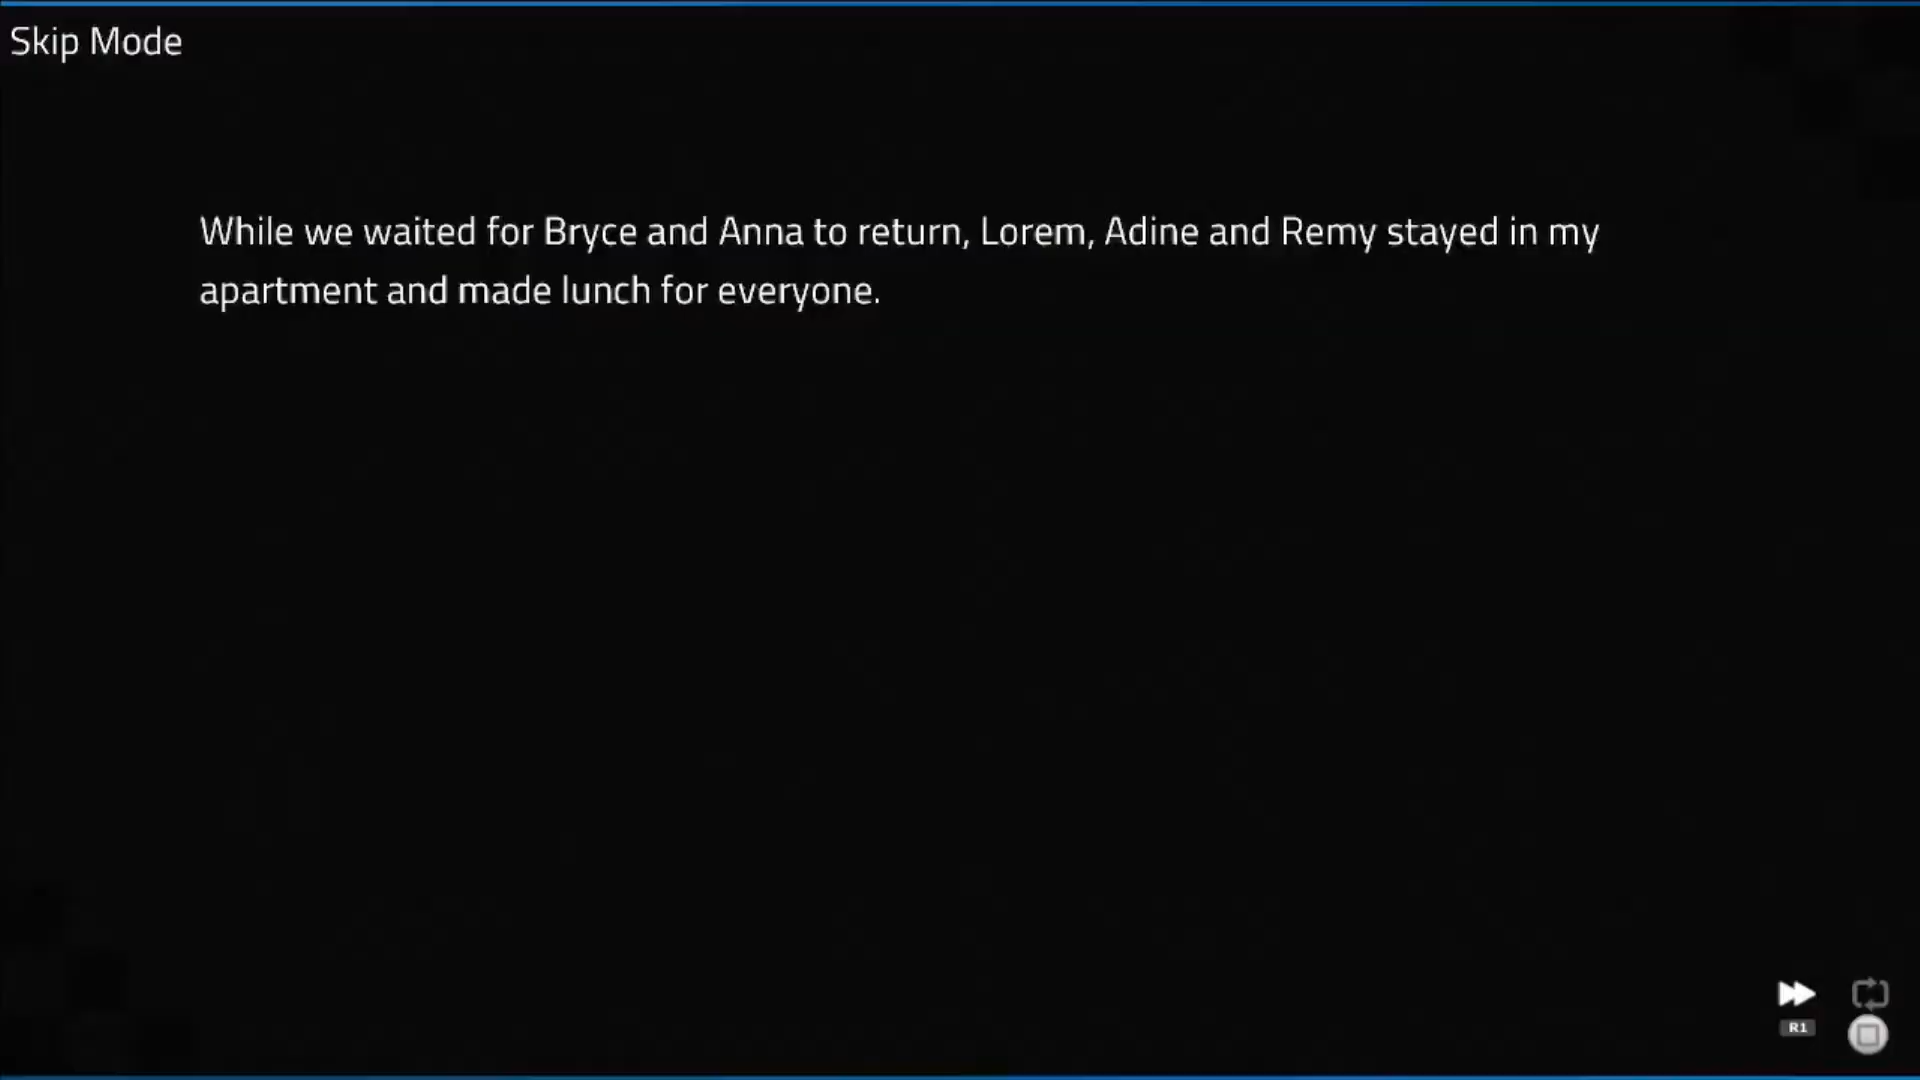 Skip Mode
While we waited for Bryce and Anna to return, Lorem, Adine and Remy stayed in my
apartment and made lunch for everyone.
R1